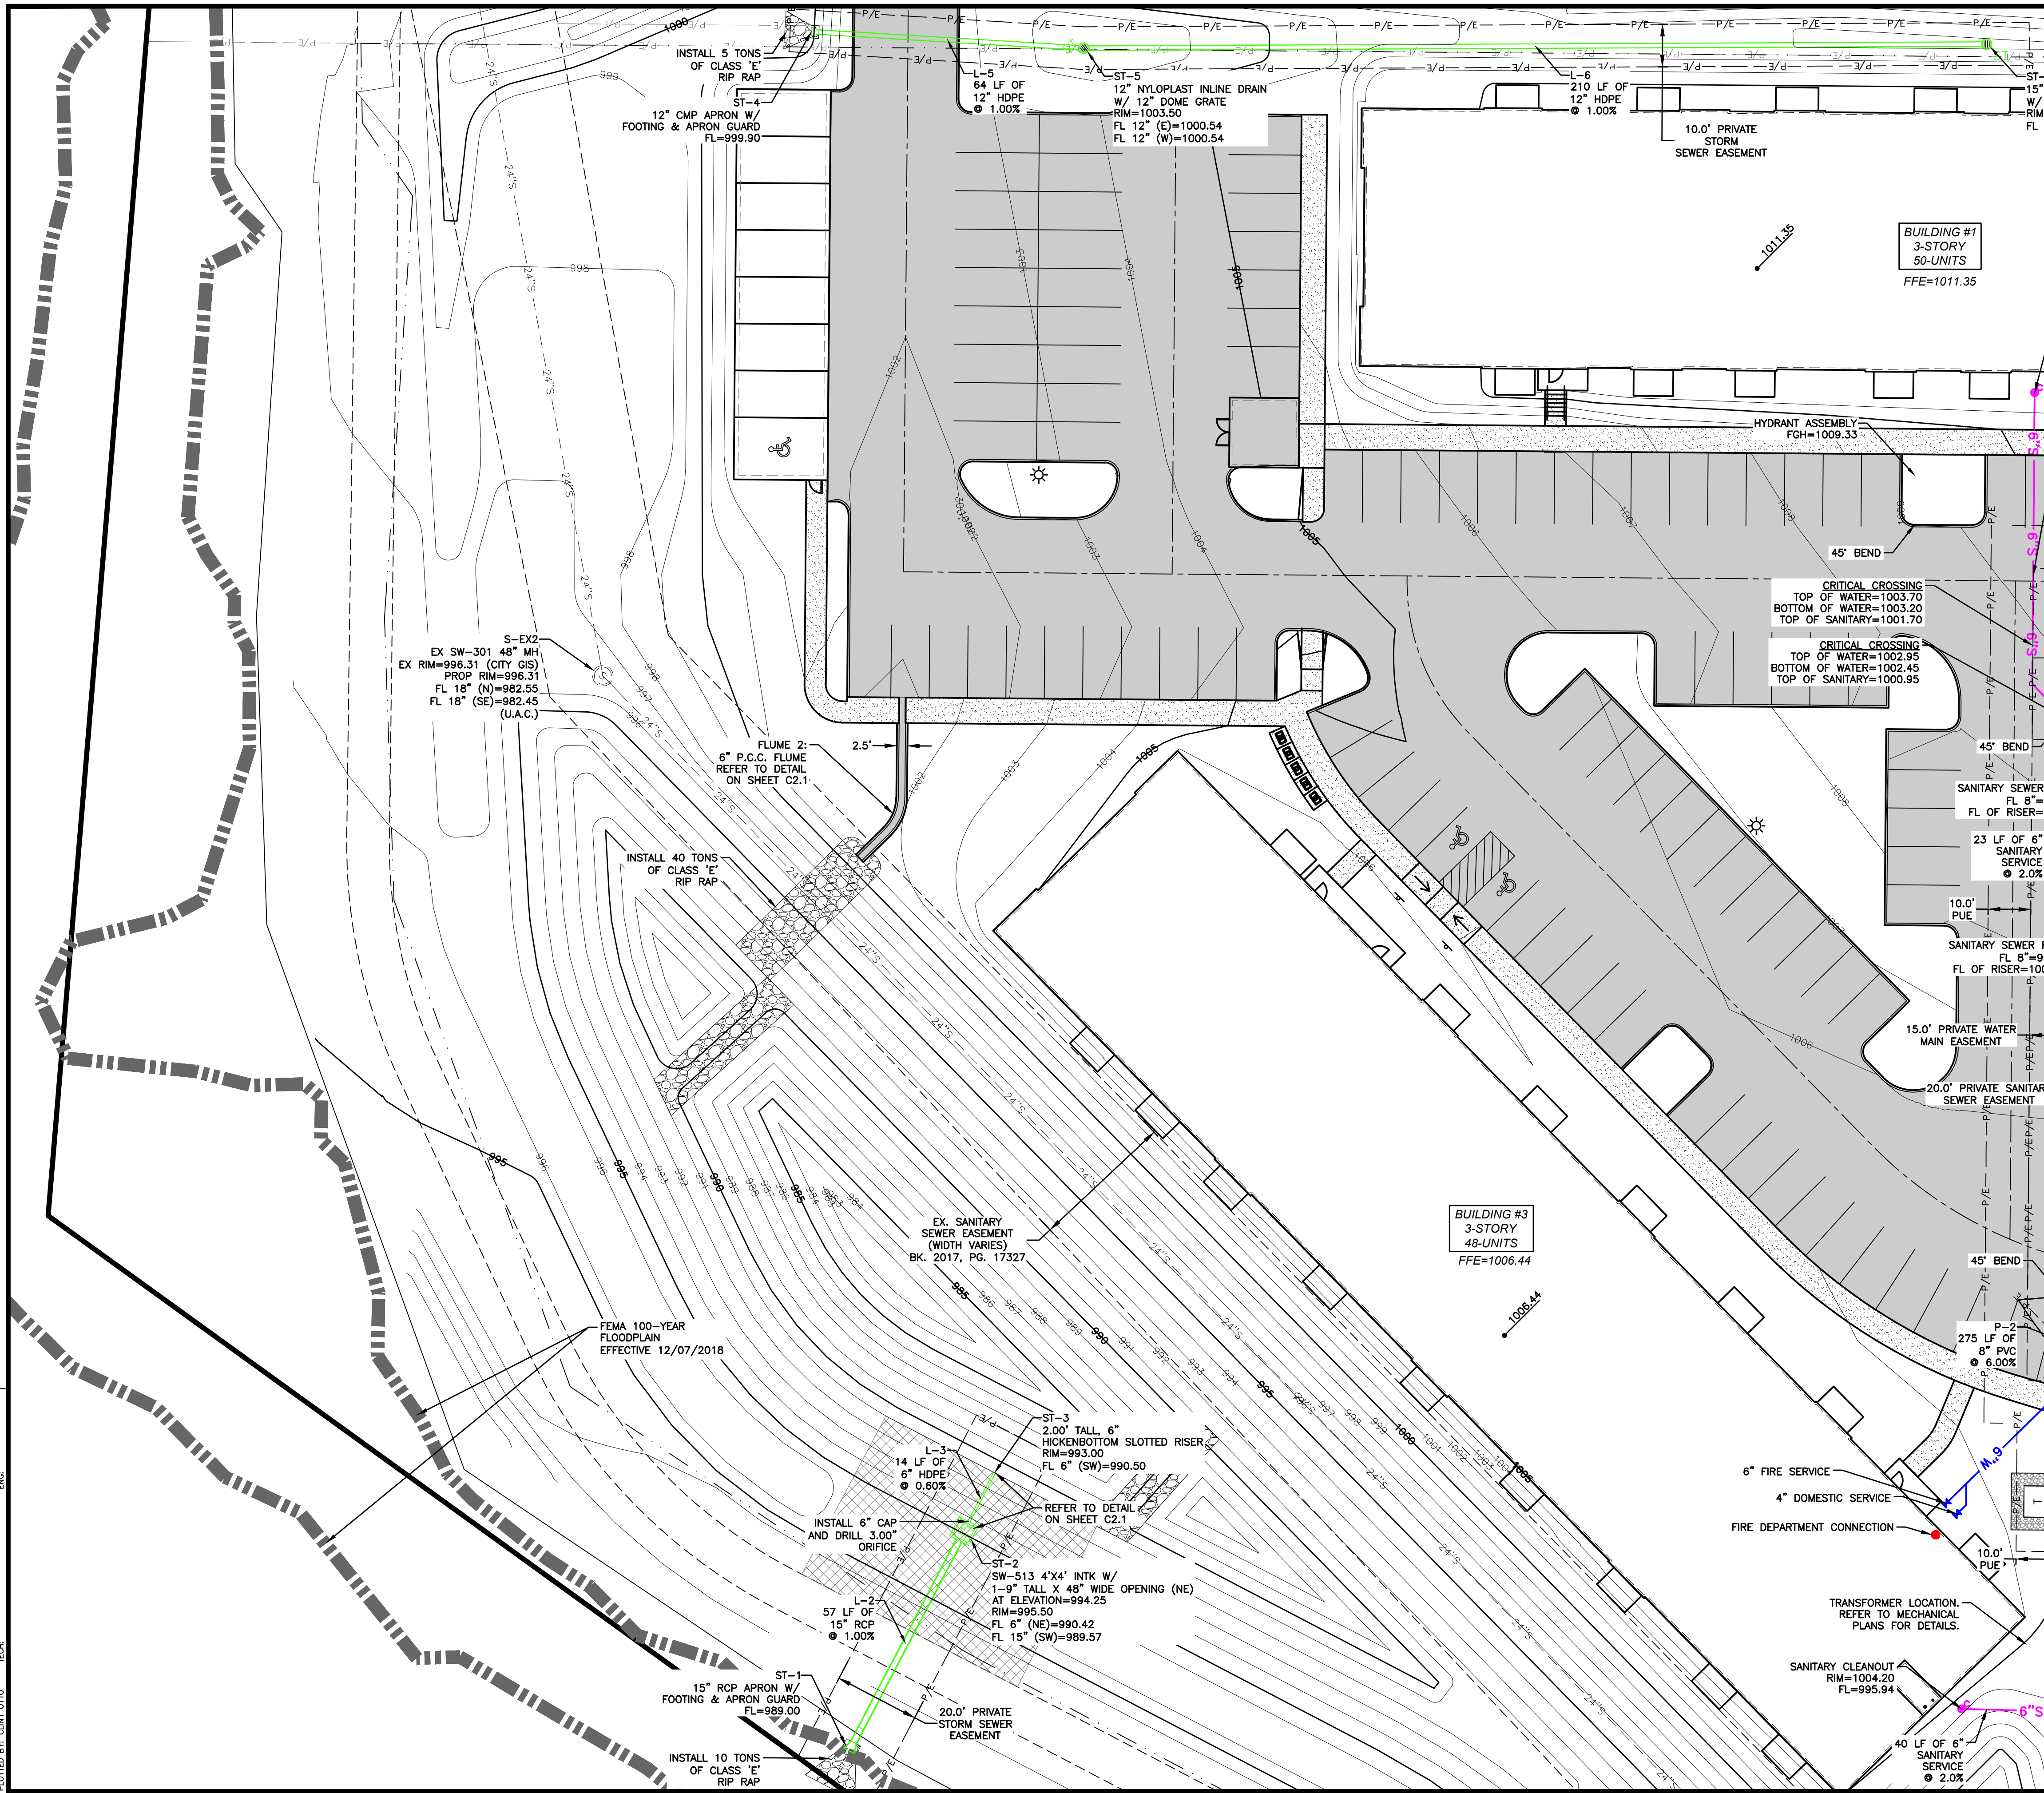 INSTALL 5 TONS
OF CLASS 'E'
RIP RAP
ST-4
12" CMP APRON W/
FOOTING & APRON GUARD
FL=999.90
L-5
64 LF OF
12" HDPE
@ 1.00%
ST-5
12" NYLOPLAST INLINE DRAIN
W/ 12" DOME GRATE
RIM=1003.50
FL 12" (E)=1000.54
FL 12" (W)=1000.54
L-6
210 LF OF
12" HDPE
@ 1.00%
10.0' PRIVATE
STORM
SEWER EASEMENT
ST-
15"
W/
RIM
FL
BUILDING #1
3-STORY
50-UNITS
FFE=1011.35
1011.35
HYDRANT ASSEMBLY
FGH=1009.33
45° BEND
CRITICAL CROSSING
TOP OF WATER=1003.70
BOTTOM OF WATER=1003.20
TOP OF SANITARY=1001.70
CRITICAL CROSSING
TOP OF WATER=1002.95
BOTTOM OF WATER=1002.45
TOP OF SANITARY=1000.95
S-EX2
EX SW-301 48" MH
EX RIM=996.31 (CITY GIS)
PROP RIM=996.31
FL 18" (N)=982.55
FL 18" (SE)=982.45
(U.A.C.)
FLUME 2:
6" P.C.C. FLUME
REFER TO DETAIL
ON SHEET C2.1
2.5'
45° BEND
SANITARY SEWER
FL 8"=
FL OF RISER=
23 LF OF 6"
SANITARY
SERVICE
@ 2.0%
INSTALL 40 TONS
OF CLASS 'E'
RIP RAP
10.0'
PUE
SANITARY SEWER
FL 8"=9
FL OF RISER=100
15.0' PRIVATE WATER
MAIN EASEMENT
20.0' PRIVATE SANITAR
SEWER EASEMENT
EX. SANITARY
SEWER EASEMENT
(WIDTH VARIES)
BK. 2017, PG. 17327
BUILDING #3
3-STORY
48-UNITS
FFE=1006.44
1006.44
45° BEND
FEMA 100-YEAR
FLOODPLAIN
EFFECTIVE 12/07/2018
P-2
275 LF OF
8" PVC
@ 6.00%
ST-3
2.00' TALL, 6"
HICKENBOTTOM SLOTTED RISER
RIM=993.00
FL 6" (SW)=990.50
L-3
14 LF OF
6" HDPE
@ 0.60%
REFER TO DETAIL
ON SHEET C2.1
INSTALL 6" CAP
AND DRILL 3.00"
ORIFICE
ST-2
SW-513 4'X4' INTK W/
1-9" TALL X 48" WIDE OPENING (NE)
AT ELEVATION=994.25
RIM=995.50
FL 6" (NE)=990.42
FL 15" (SW)=989.57
L-2
57 LF OF
15" RCP
@ 1.00%
6" FIRE SERVICE
4" DOMESTIC SERVICE
FIRE DEPARTMENT CONNECTION
6"W
T
10.0'
PUE
TRANSFORMER LOCATION.
REFER TO MECHANICAL
PLANS FOR DETAILS.
ST-1
15" RCP APRON W/
FOOTING & APRON GUARD
FL=989.00
20.0' PRIVATE
STORM SEWER
EASEMENT
SANITARY CLEANOUT
RIM=1004.20
FL=995.94
6"S
INSTALL 10 TONS
OF CLASS 'E'
RIP RAP
40 LF OF 6"
SANITARY
SERVICE
@ 2.0%